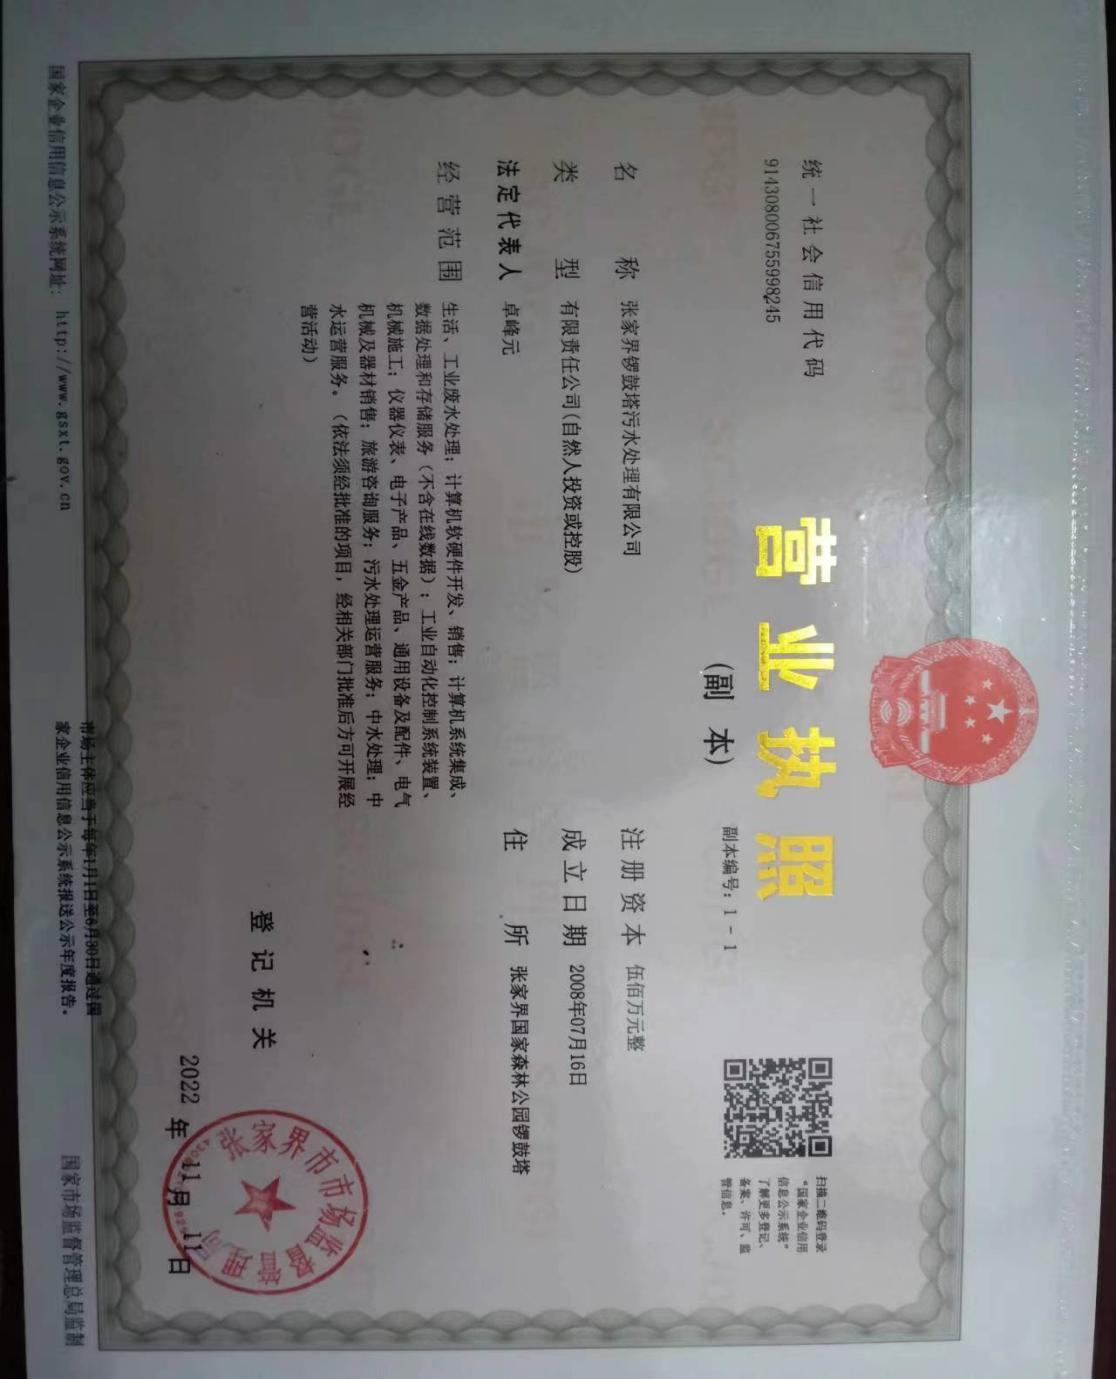 营业执照
(副 本)
副本编号: 1-1
统一社会信用代码
914308006755998245
扫描二维码登录
“国家企业信用
信息公示系统”
了解更多登记、
备案、许可、监
管信息。
名 称 张家界锣鼓塔污水处理有限公司
类 型 有限责任公司(自然人投资或控股)
法定代表人 卓峰元
经营范围 生活、工业废水处理；计算机软硬件开发、销售；计算机系统集成、
数据处理和存储服务（不含在线数据）；工业自动化控制系统装置、
机械施工；仪器仪表、电子产品、五金产品、通用设备及配件、电气
机械及器材销售；旅游咨询服务；污水处理运营服务；中水处理；中
水运营服务。（依法须经批准的项目，经相关部门批准后方可开展经
营活动）
注册资本 伍佰万元整
成立日期 2008年07月16日
住 所 张家界国家森林公园锣鼓塔
登记机关
张家界市市场监督管理局
2022 年 11 月 11 日
国家企业信用信息公示系统网址: http://www.gsxt.gov.cn
市场主体应当于每年1月1日至6月30日通过国
家企业信用信息公示系统报送公示年度报告。
国家市场监督管理总局监制